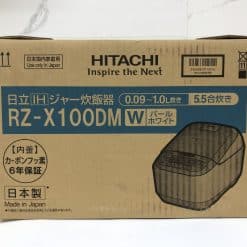 日本国内家庭用
Use only in Japan
HITACHI
Inspire the Next
日立IHジャー炊飯器
0.09~1.0L炊き
5.5合炊き
RZ-X100DM W パール
ホワイト
【内釜】
カーボンフッ素
6年保証
日本製
Made in Japan